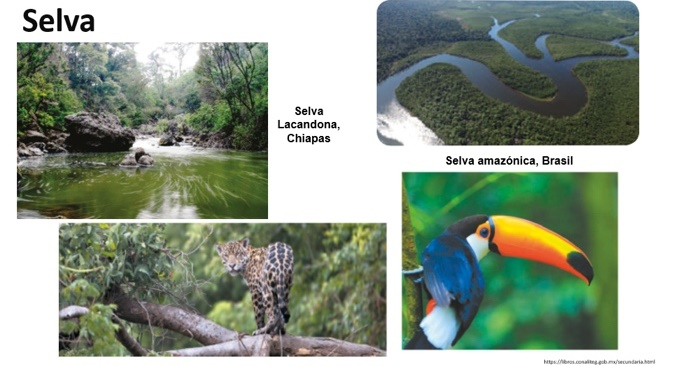 Selva
Selva
Lacandona,
Chiapas
Selva amazónica, Brasil
https://libros.conaliteg.gob.mx/secundaria.html